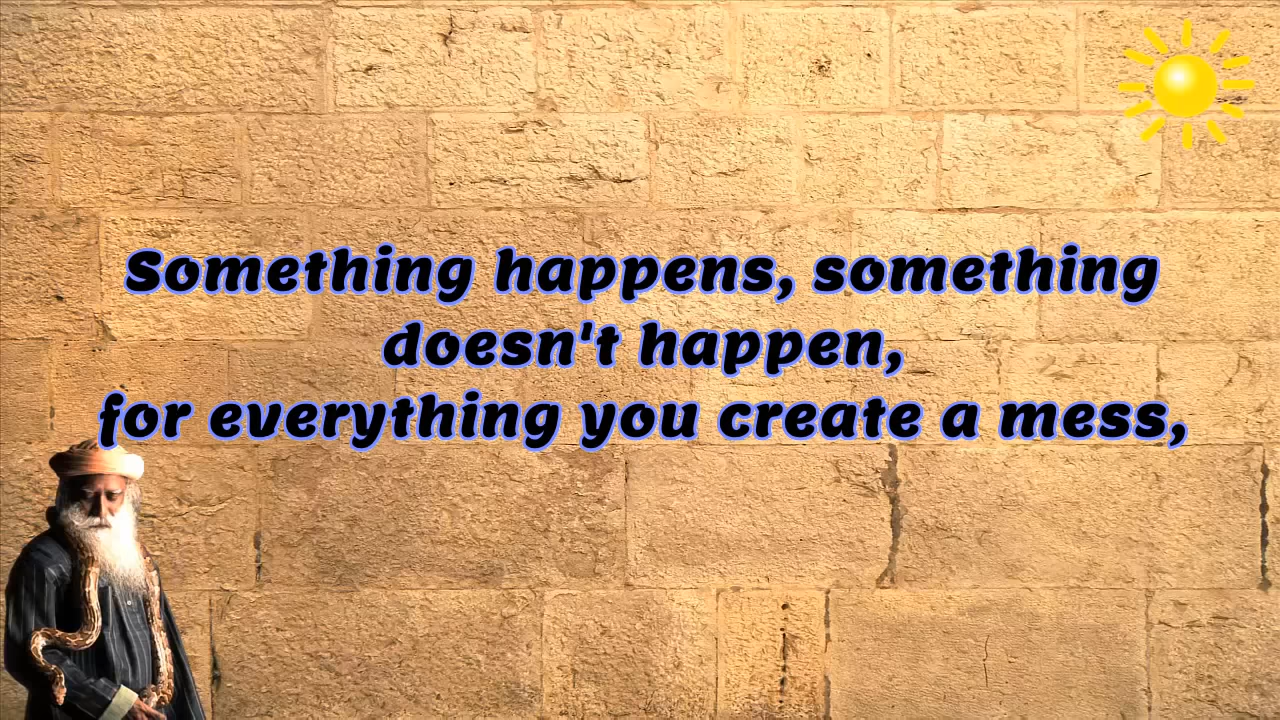 Something happens, something
doesn't happen,
for everything you create a mess,